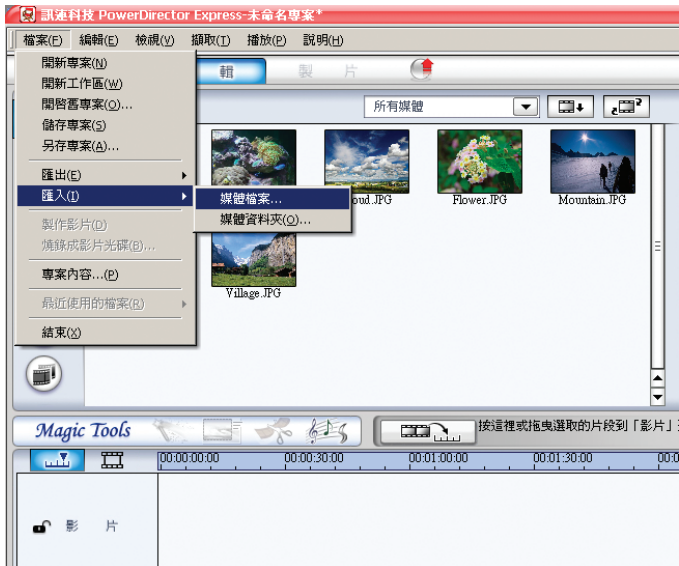 訊連科技 PowerDirector Express-未命名專案*
檔案(F) 編輯(E) 檢視(V) 擷取(T) 播放(P) 說明(H)
輯 製 片
開新專案(N)
開新工作區(W)
開啓舊專案(O)...
儲存專案(S)
另存專案(A)...
匯出(E)
匯入(I)
製作影片(D)
燒錄成影片光碟(B)...
專案內容...(P)
最近使用的檔案(R)
結束(X)
媒體檔案...
媒體資料夾(O)...
所有媒體
oud.JPG
Flower.JPG
Mountain.JPG
Village.JPG
Magic Tools
按這裡或拖曳選取的片段到「影片」
00:00:00:00 00:00:30:00 00:01:00:00 00:01:30:00 00:0
影 片